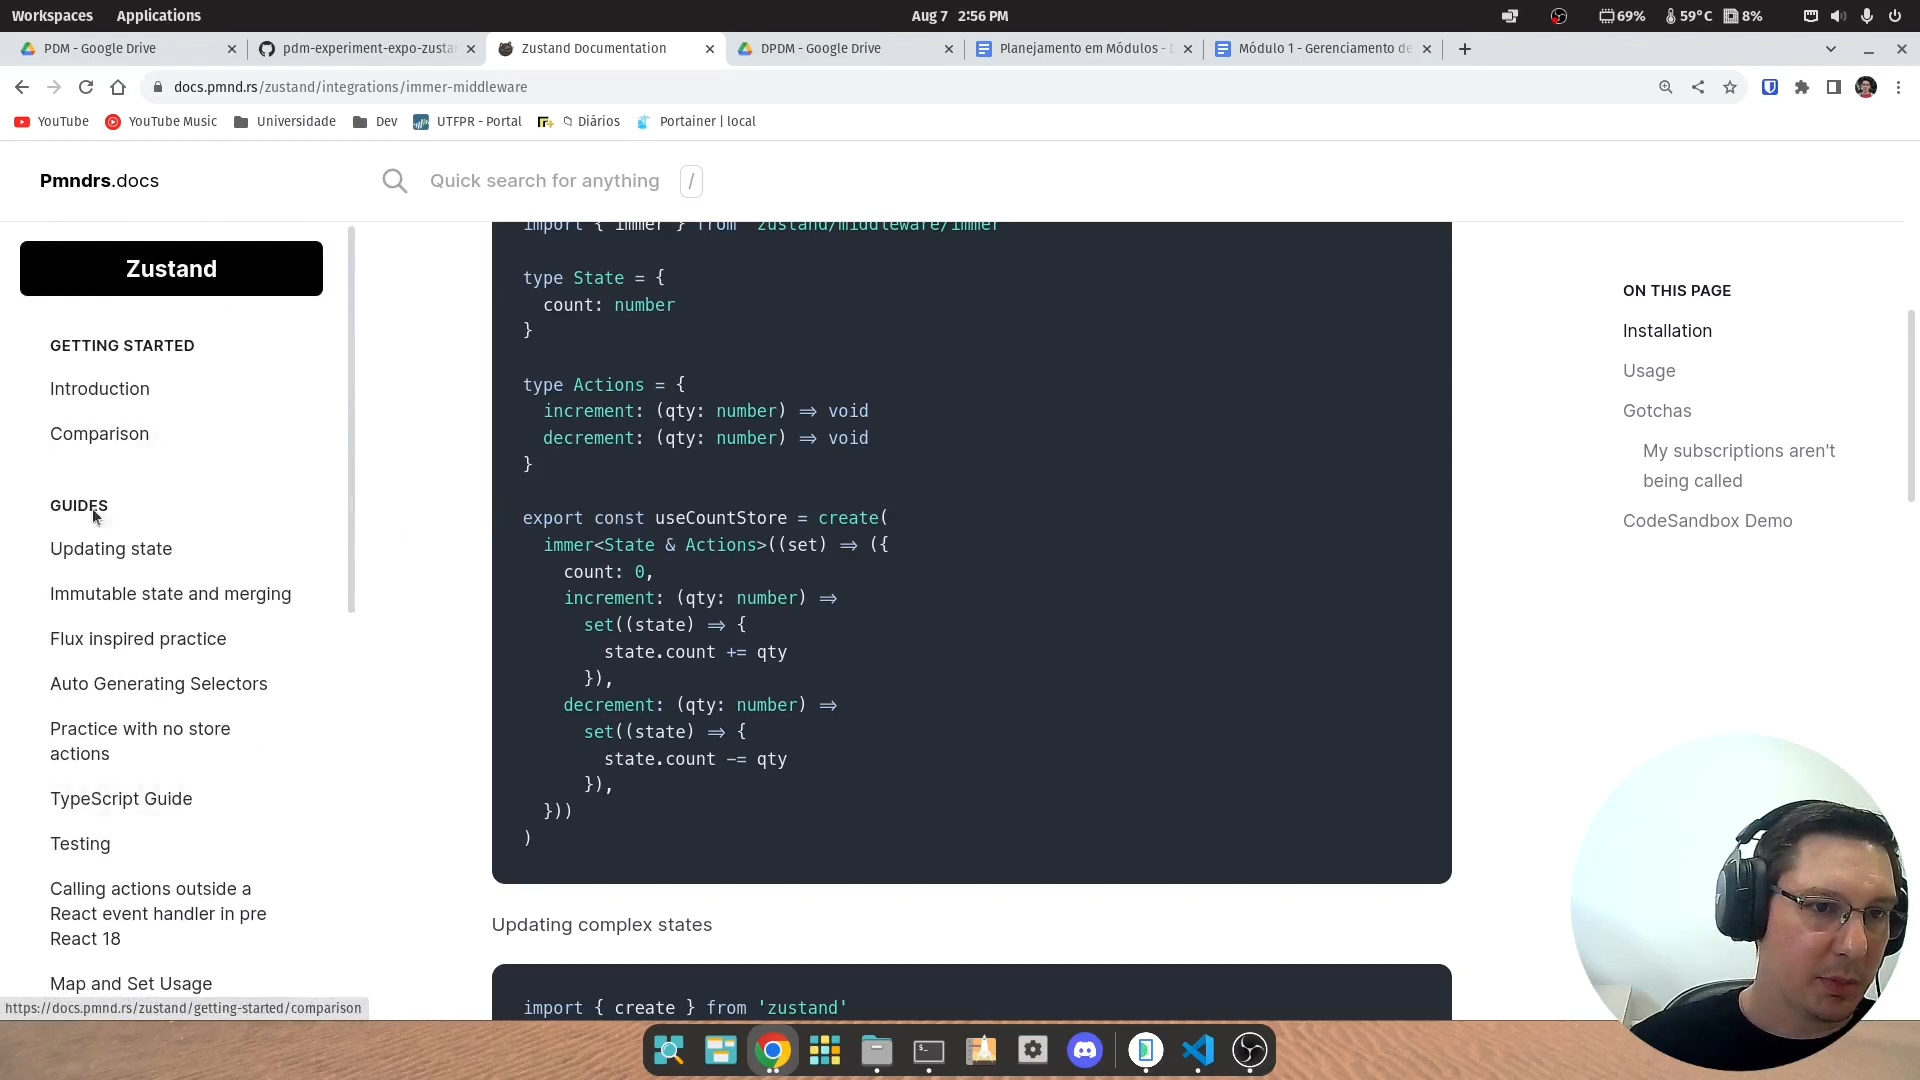 Workspaces Applications Aug 7 2:56 PM 69% 59°C 8%
PDM - Google Drive pdm-experiment-expo-zusta Zustand Documentation DPDM - Google Drive Planejamento em Módulos - Módulo 1 - Gerenciamento de
docs.pmnd.rs/zustand/integrations/immer-middleware
YouTube YouTube Music Universidade Dev UTFPR - Portal Diários Portainer | local
Pmndrs.docs Quick search for anything /
Zustand
GETTING STARTED
Introduction
Comparison
GUIDES
Updating state
Immutable state and merging
Flux inspired practice
Auto Generating Selectors
Practice with no store
actions
TypeScript Guide
Testing
Calling actions outside a
React event handler in pre
React 18
Map and Set Usage
https://docs.pmnd.rs/zustand/getting-started/comparison
import { immer } from 'zustand/middleware/immer'
type State = {
count: number
}
type Actions = {
increment: (qty: number) => void
decrement: (qty: number) => void
}
export const useCountStore = create(
immer<State & Actions>((set) => ({
count: 0,
increment: (qty: number) =>
set((state) => {
state.count += qty
}),
decrement: (qty: number) =>
set((state) => {
state.count -= qty
}),
}))
)
Updating complex states
import { create } from 'zustand'
ON THIS PAGE
Installation
Usage
Gotchas
My subscriptions aren't
being called
CodeSandbox Demo